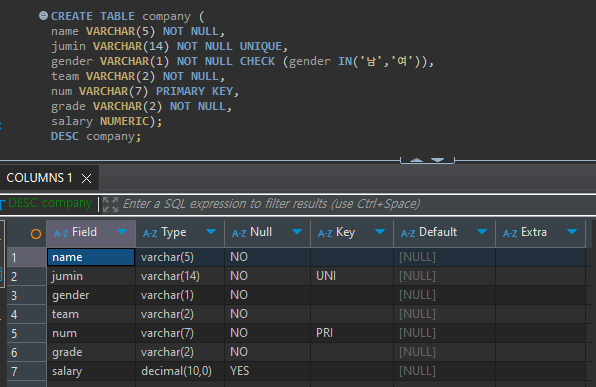 CREATE TABLE company (
name VARCHAR(5) NOT NULL,
jumin VARCHAR(14) NOT NULL UNIQUE,
gender VARCHAR(1) NOT NULL CHECK (gender IN('남','여')),
team VARCHAR(2) NOT NULL,
num VARCHAR(7) PRIMARY KEY,
grade VARCHAR(2) NOT NULL,
salary NUMERIC);
DESC company;
COLUMNS 1
DESC company Enter a SQL expression to filter results (use Ctrl+Space)
A-Z Field A-Z Type A-Z Null A-Z Key A-Z Default A-Z Extra
1 name varchar(5) NO [NULL]
2 jumin varchar(14) NO UNI [NULL]
3 gender varchar(1) NO [NULL]
4 team varchar(2) NO [NULL]
5 num varchar(7) NO PRI [NULL]
6 grade varchar(2) NO [NULL]
7 salary decimal(10,0) YES [NULL]